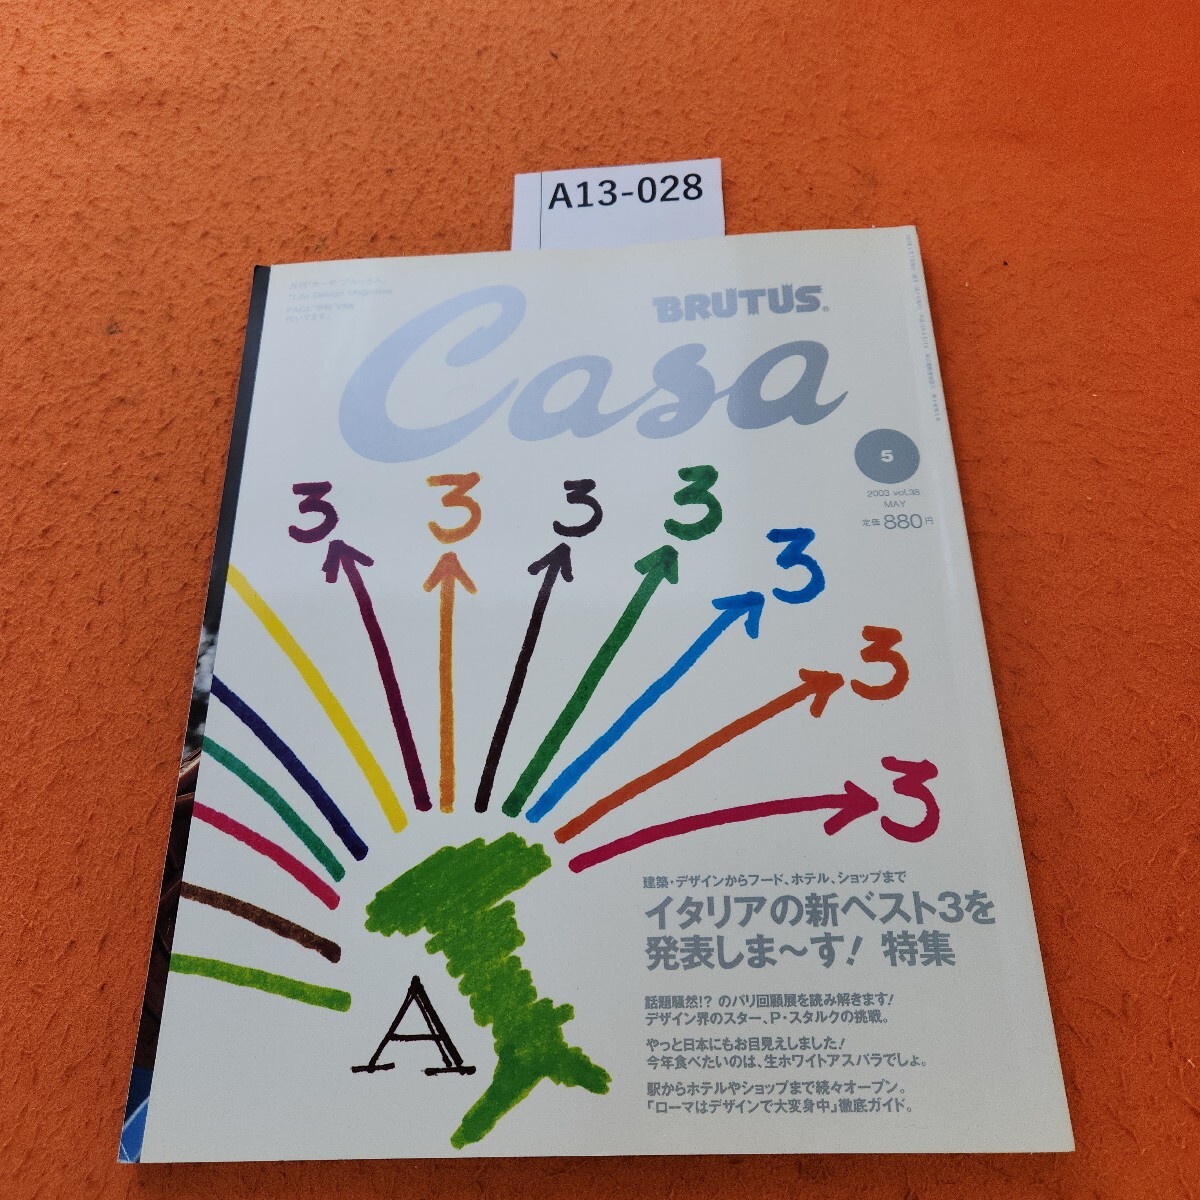 A13-028
"Life Design Magazine
BRUTUS®
Casa
5
2003 vol.38
MAY
定価880円
3
3
3
3
3
3
3
A
建築・デザインからフード、ホテル、ショップまで
イタリアの新ベスト3を
発表しま〜す! 特集
話題騒然!? のパリ回顧展を読み解きます!
デザイン界のスター、P・スタルクの挑戦。
やっと日本にもお目見えしました!
今年食べたいのは、生ホワイトアスパラでしょ。
駅からホテルやショップまで続々オープン。
「ローマはデザインで大変身中」徹底ガイド。